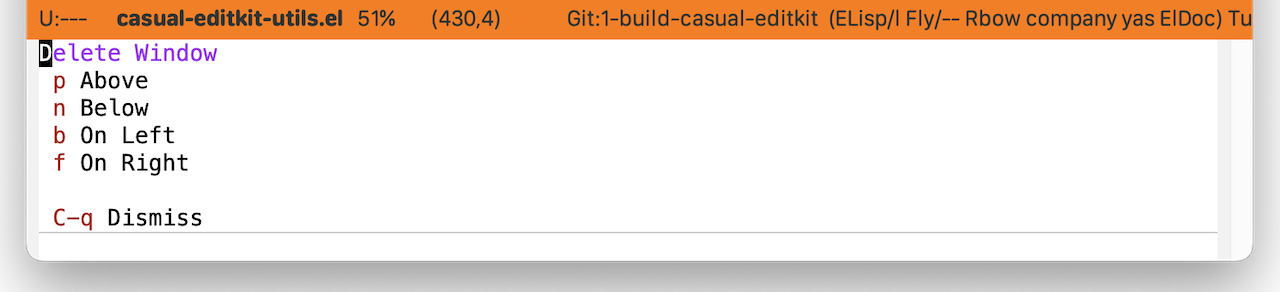 U:--- casual-editkit-utils.el 51% (430,4) Git:1-build-casual-editkit (ELisp/l Fly/-- Rbow company yas ElDoc) Tu
Delete Window
p Above
n Below
b On Left
f On Right
C-q Dismiss